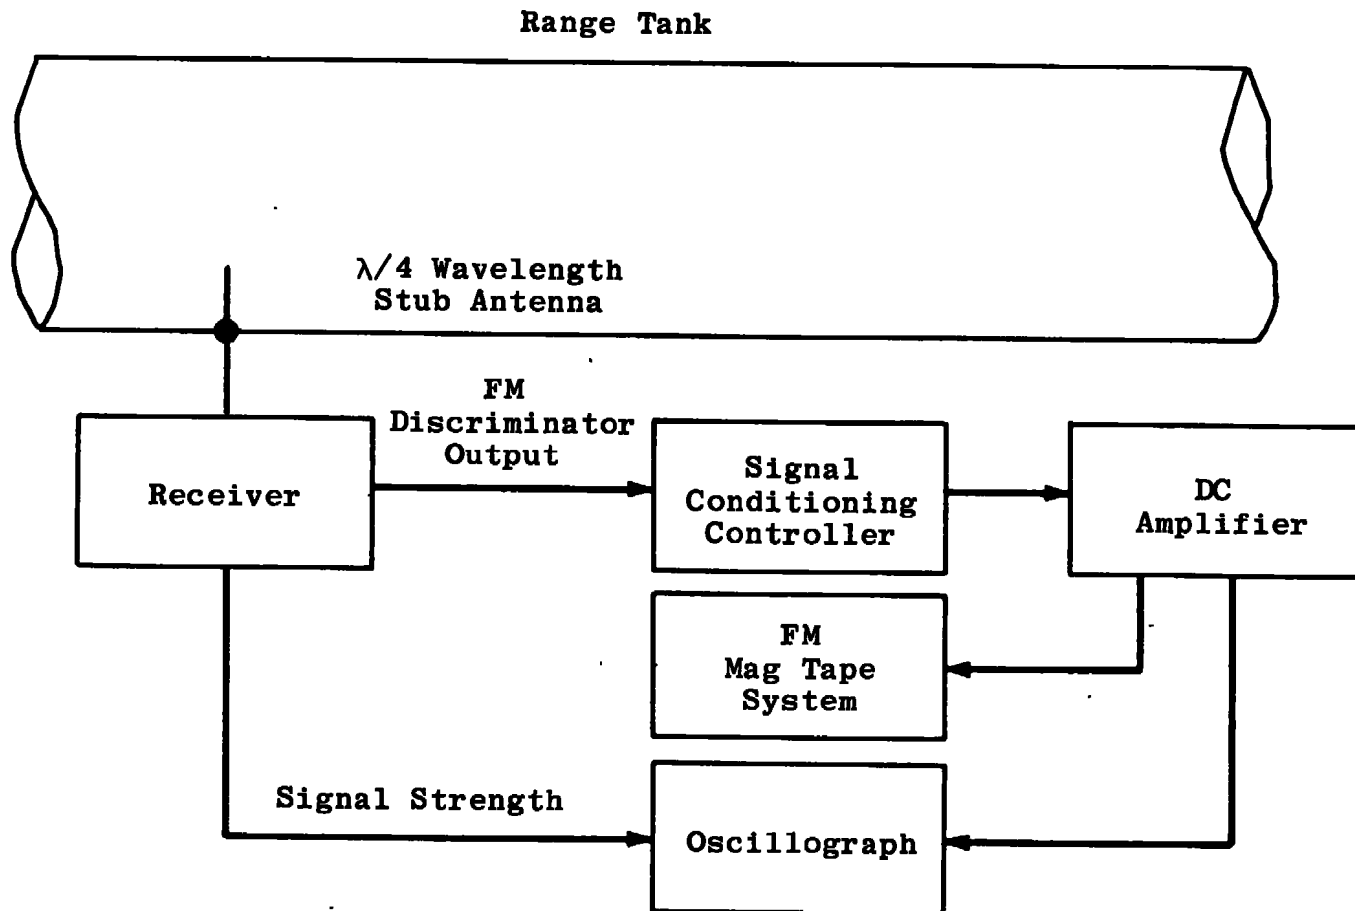 Range Tank
λ/4 Wavelength
Stub Antenna
FM
Discriminator
Output
Receiver
Signal
Conditioning
Controller
DC
Amplifier
FM
Mag Tape
System
Signal Strength
Oscillograph